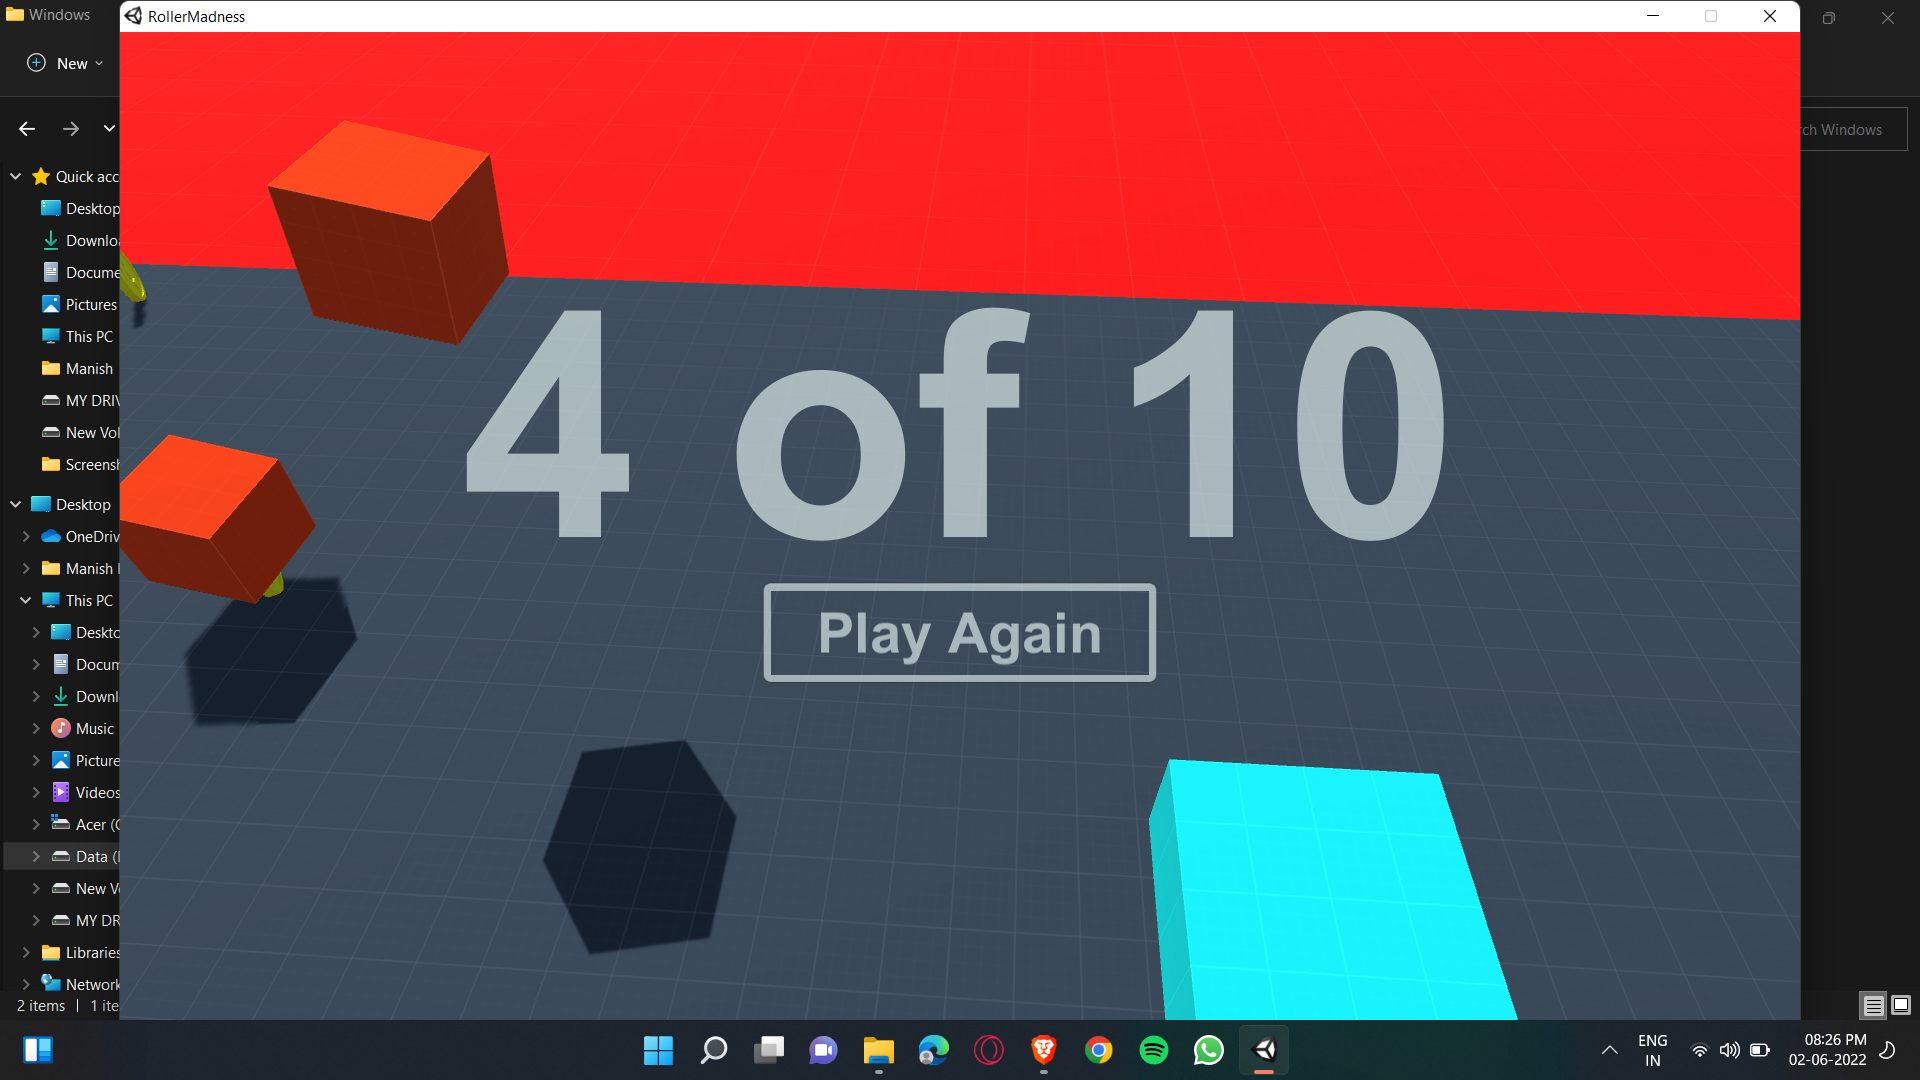 Windows
RollerMadness
New
rch Windows
Quick acc
Desktop
Downlo
Docume
Pictures
This PC
Manish
MY DRIV
New Vol
Screensh
Desktop
OneDriv
Manish
This PC
Deskto
Docum
Downl
Music
Picture
Videos
Acer (
Data (
New V
MY DR
Libraries
Network
4 of 10
Play Again
2 items
1 ite
ENG
IN
08:26 PM
02-06-2022